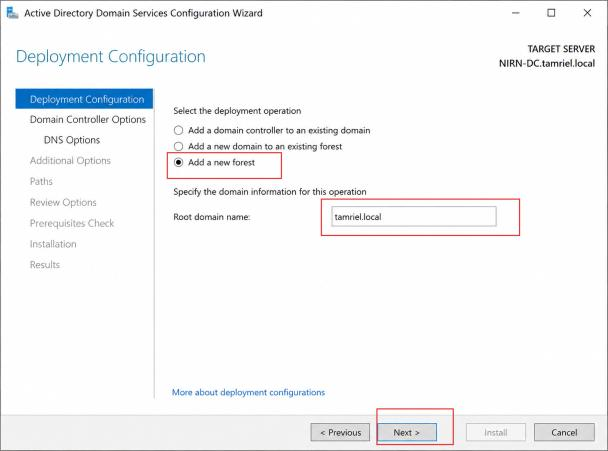 Active Directory Domain Services Configuration Wizard
Deployment Configuration
TARGET SERVER
NIRN-DC.tamriel.local
Deployment Configuration
Domain Controller Options
DNS Options
Additional Options
Paths
Review Options
Prerequisites Check
Installation
Results
Select the deployment operation
Add a domain controller to an existing domain
Add a new domain to an existing forest
Add a new forest
Specify the domain information for this operation
Root domain name:
tamriel.local
More about deployment configurations
< Previous
Next >
Install
Cancel